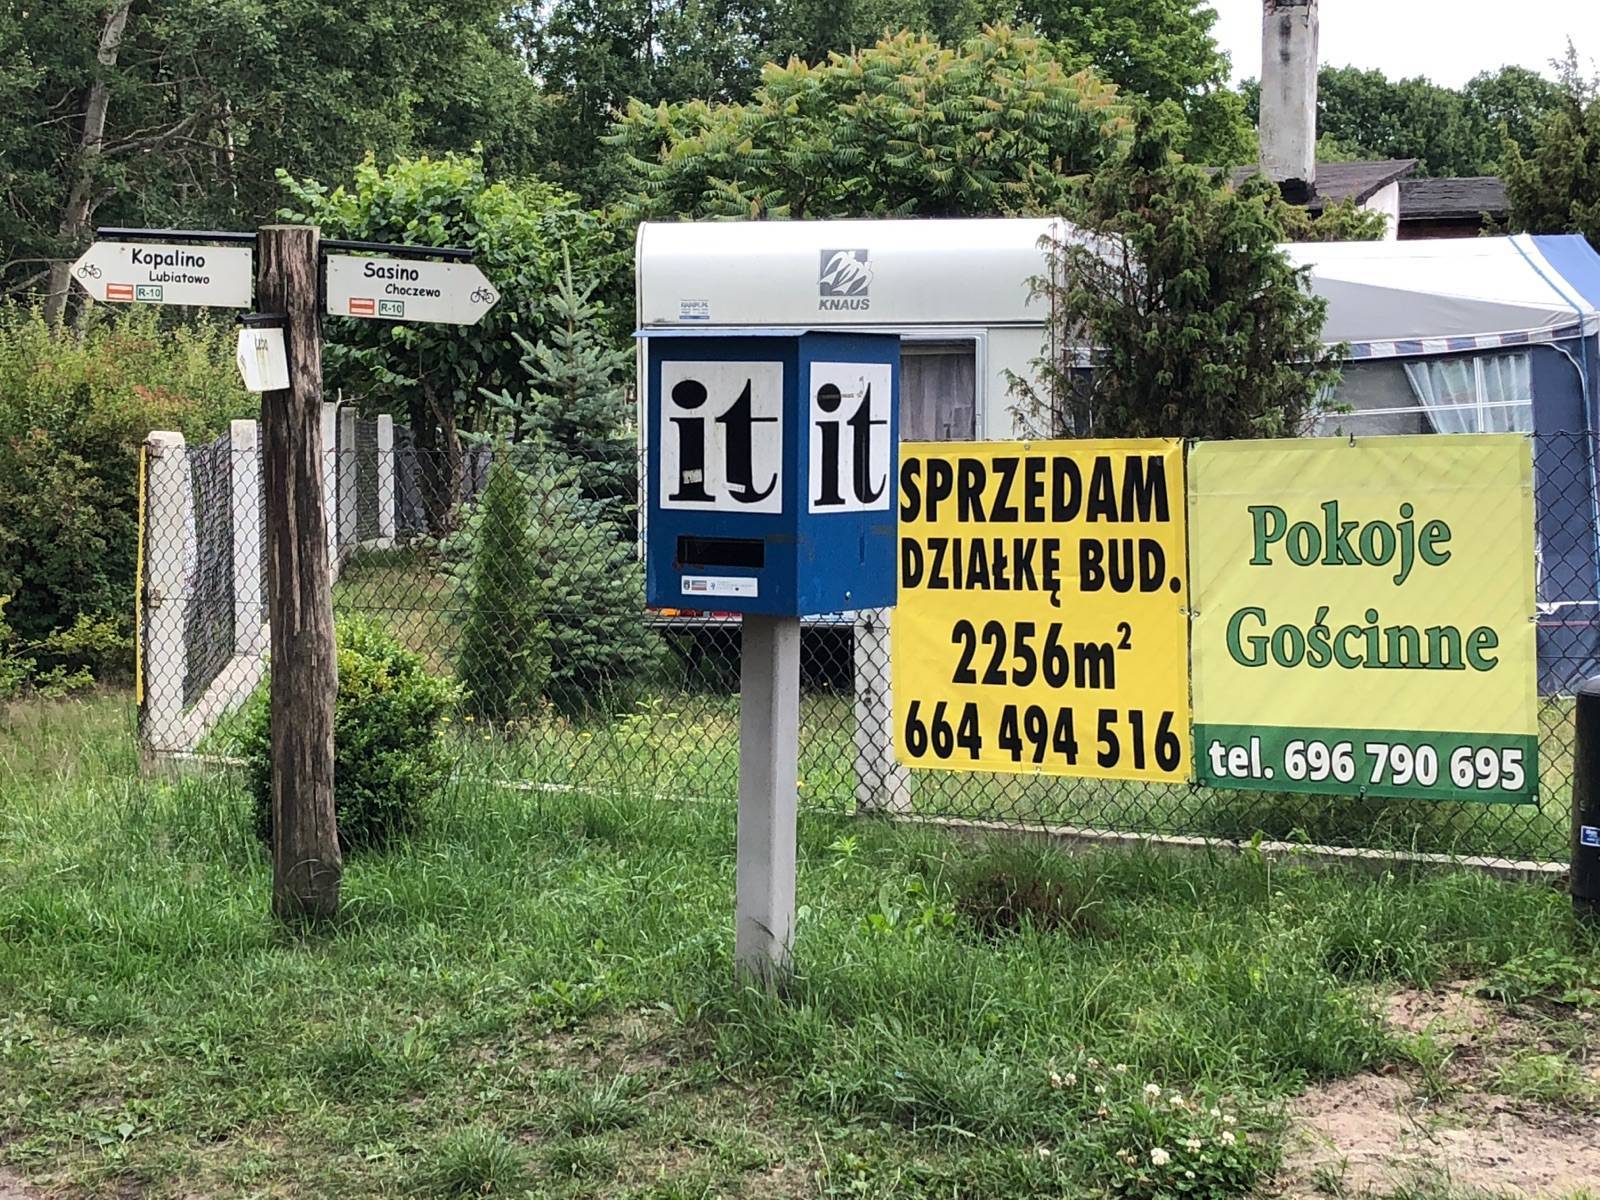 Kopalino
Lubiatowo
R-10
Sasino
Choczewo
R-10
Łeba
KNAUS
it
it
SPRZEDAM
DZIAŁKĘ BUD.
2256m²
664 494 516
Pokoje
Gościnne
tel. 696 790 695